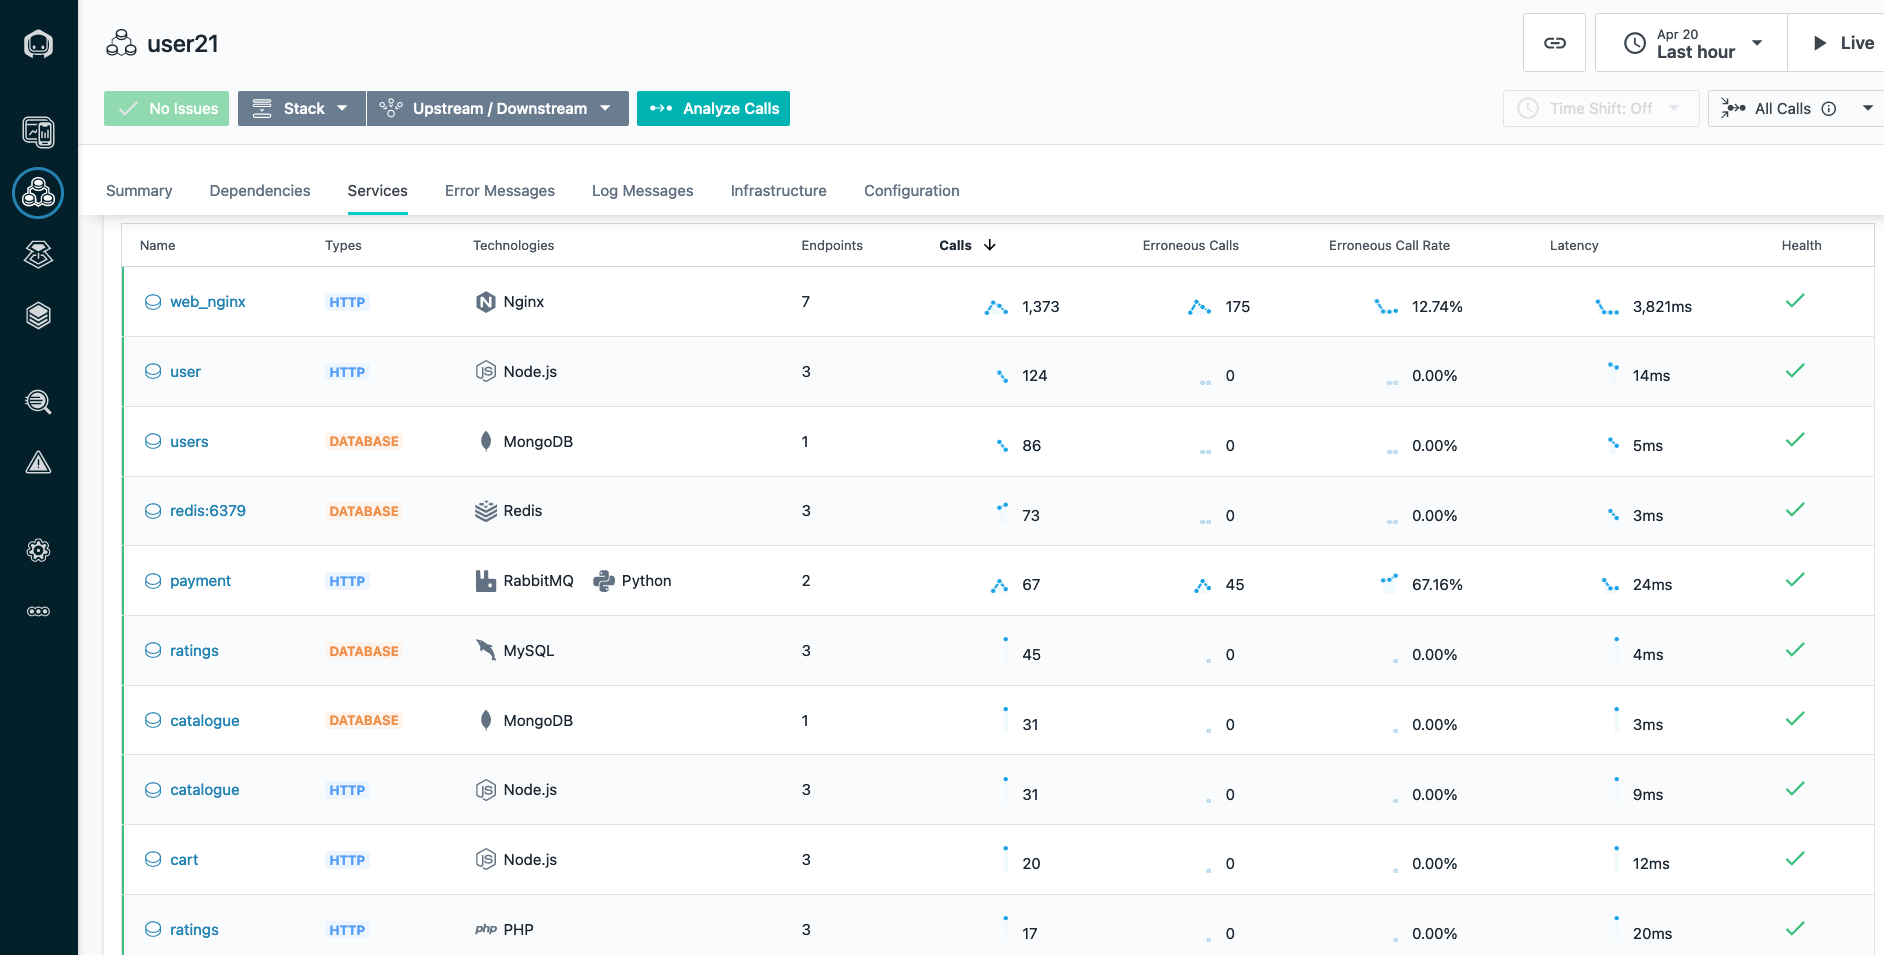 user21
Apr 20
Last hour
Live
No Issues
Stack
Upstream / Downstream
Analyze Calls
Time Shift: Off
All Calls
Summary Dependencies Services Error Messages Log Messages Infrastructure Configuration
Name Types Technologies Endpoints Calls Erroneous Calls Erroneous Call Rate Latency Health
web_nginx HTTP Nginx 7 1,373 175 12.74% 3,821ms
user HTTP Node.js 3 124 0 0.00% 14ms
users DATABASE MongoDB 1 86 0 0.00% 5ms
redis:6379 DATABASE Redis 3 73 0 0.00% 3ms
payment HTTP RabbitMQ Python 2 67 45 67.16% 24ms
ratings DATABASE MySQL 3 45 0 0.00% 4ms
catalogue DATABASE MongoDB 1 31 0 0.00% 3ms
catalogue HTTP Node.js 3 31 0 0.00% 9ms
cart HTTP Node.js 3 20 0 0.00% 12ms
ratings HTTP php PHP 3 17 0 0.00% 20ms